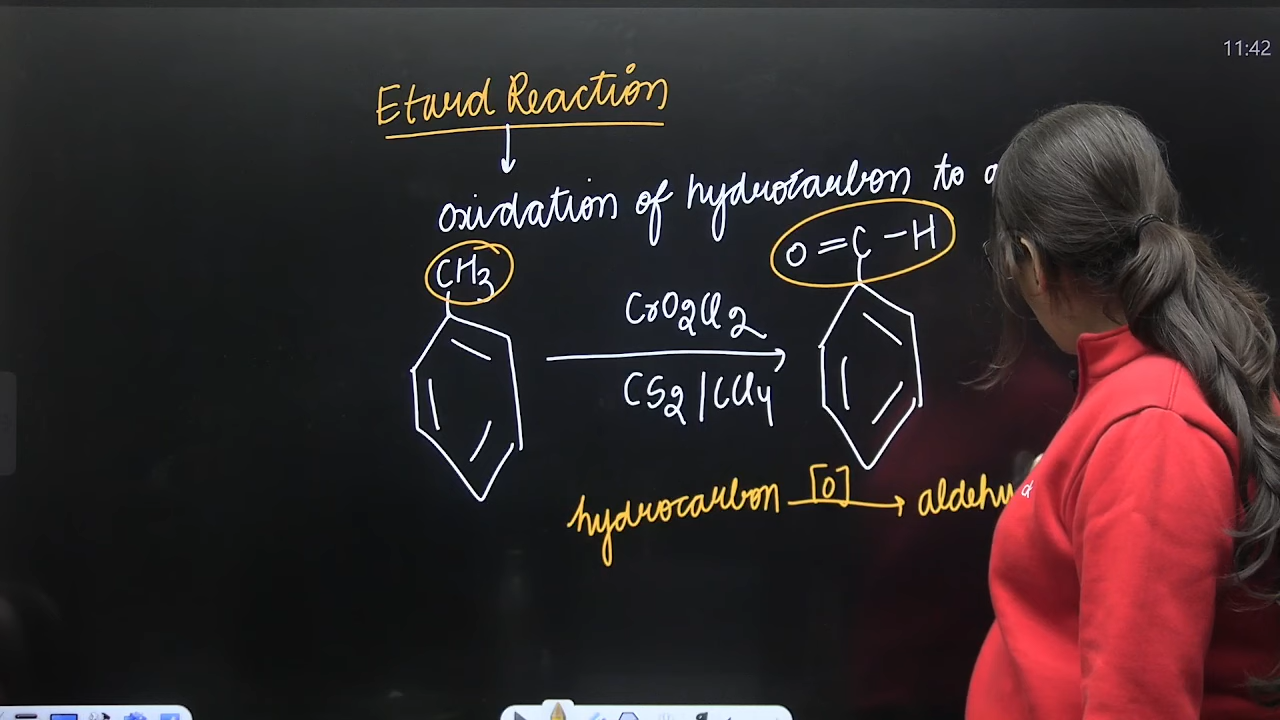 11:42
Etard Reaction
oxidation of hydrocarbon to
CH3
O=C-H
CrO2Cl2
CS2/CCl4
hydrocarbon [O] aldehy